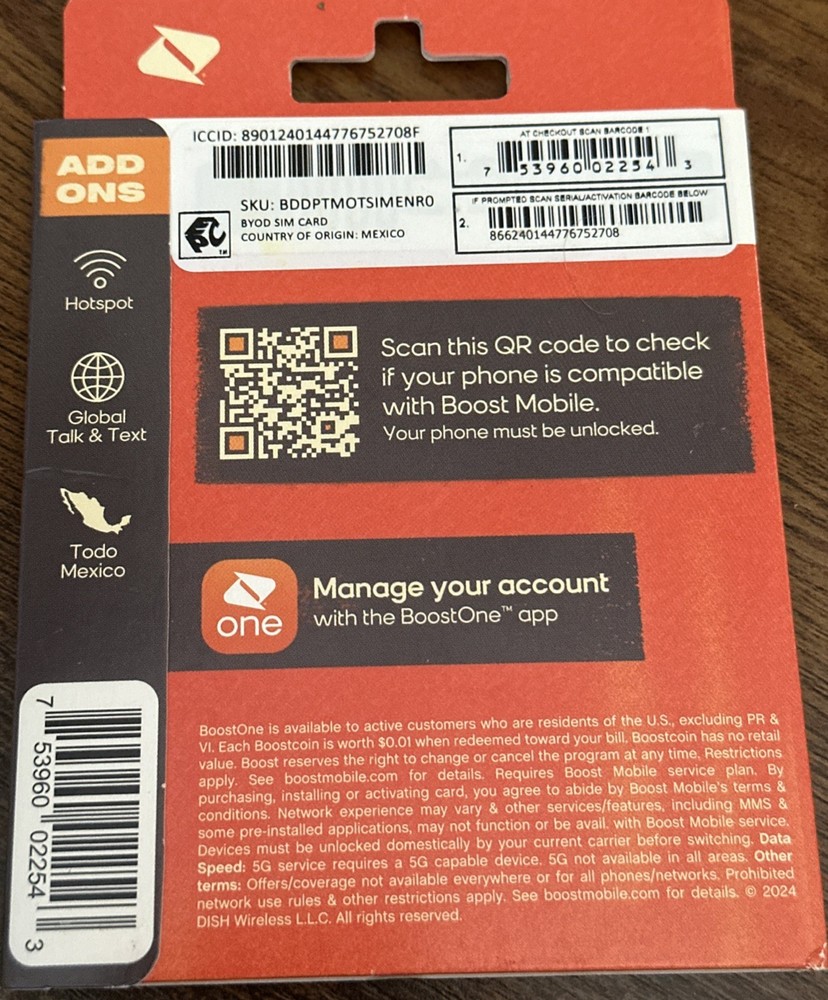 ICCID: 8901240144776752708F
SKU: BDDPTMOTSIMENR0
BYOD SIM CARD
COUNTRY OF ORIGIN: MEXICO
AT CHECKOUT SCAN BARCODE 1
1.
7 53960 02254 3
IF PROMPTED SCAN SERIAL/ACTIVATION BARCODE BELOW
2.
866240144776752708
ADD
ONS
Hotspot
Global
Talk & Text
Todo
Mexico
Scan this QR code to check
if your phone is compatible
with Boost Mobile.
Your phone must be unlocked.
one
Manage your account
with the BoostOne™ app
7 53960 02254 3
BoostOne is available to active customers who are residents of the U.S., excluding PR &
VI. Each Boostcoin is worth $0.01 when redeemed toward your bill. Boostcoin has no retail
value. Boost reserves the right to change or cancel the program at any time. Restrictions
apply. See boostmobile.com for details. Requires Boost Mobile service plan. By
purchasing, installing or activating card, you agree to abide by Boost Mobile's terms &
conditions. Network experience may vary & other services/features, including MMS &
some pre-installed applications, may not function or be avail. with Boost Mobile service.
Devices must be unlocked domestically by your current carrier before switching. Data
Speed: 5G service requires a 5G capable device. 5G not available in all areas. Other
terms: Offers/coverage not available everywhere or for all phones/networks. Prohibited
network use rules & other restrictions apply. See boostmobile.com for details. © 2024
DISH Wireless L.L.C. All rights reserved.